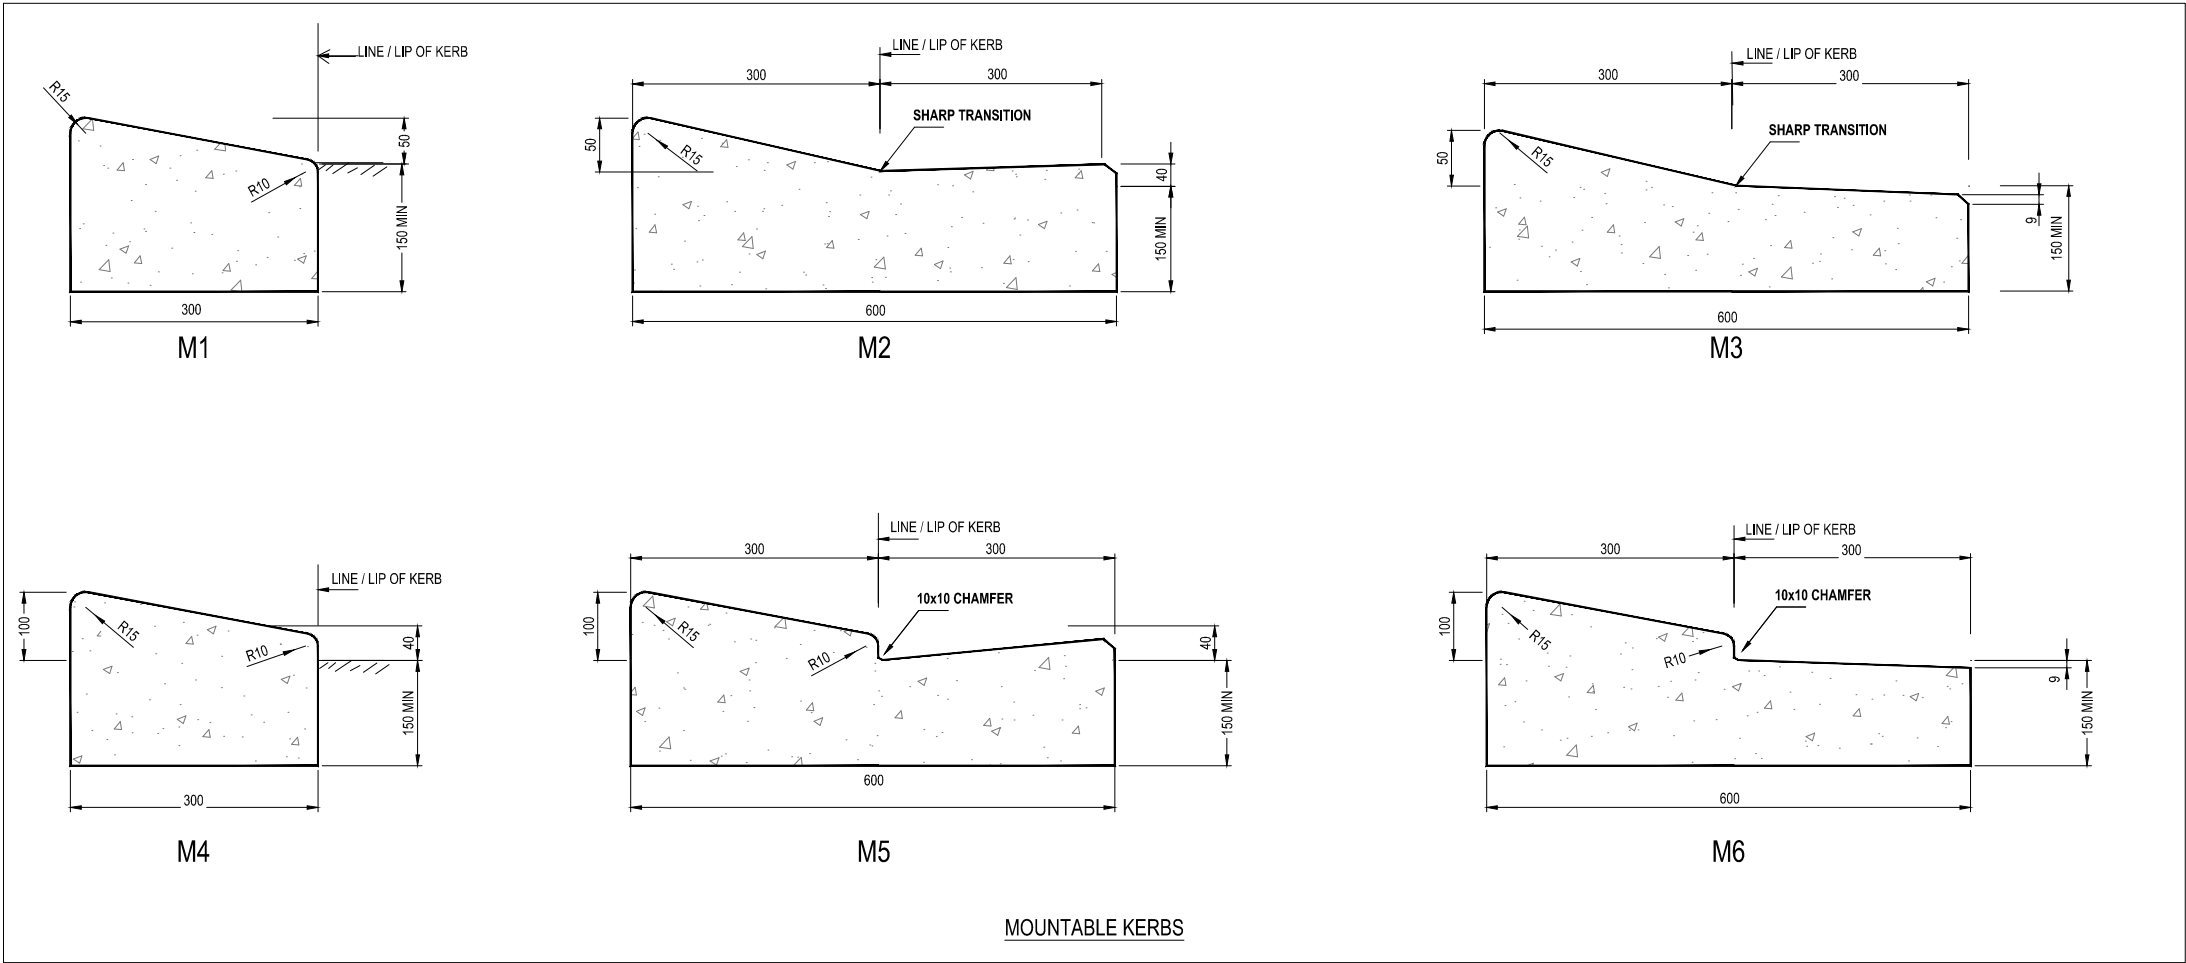 LINE / LIP OF KERB
R15
50
R10
150 MIN
300
M1
LINE / LIP OF KERB
300
300
SHARP TRANSITION
50
R15
40
150 MIN
600
M2
LINE / LIP OF KERB
300
300
SHARP TRANSITION
50
R15
9
150 MIN
600
M3
LINE / LIP OF KERB
100
R15
R10
40
150 MIN
300
M4
LINE / LIP OF KERB
300
300
10x10 CHAMFER
100
R15
R10
40
150 MIN
600
M5
LINE / LIP OF KERB
300
300
10x10 CHAMFER
100
R15
R10
9
150 MIN
600
M6
MOUNTABLE KERBS